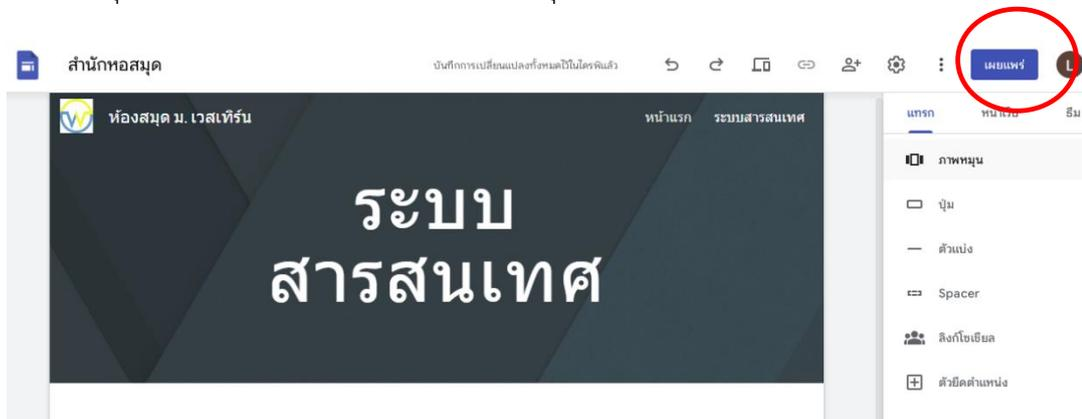 สำนักหอสมุด
บันทึกการเปลี่ยนแปลงทั้งหมดไว้ในไดรฟ์แล้ว
เผยแพร่
L
ห้องสมุด ม. เวสเทิร์น
หน้าแรก ระบบสารสนเทศ
ระบบ
สารสนเทศ
แทรก หน้าเว็บ ธีม
ภาพหมุน
ปุ่ม
ตัวแบ่ง
Spacer
ลิงก์โซเชียล
ตัวยึดตำแหน่ง